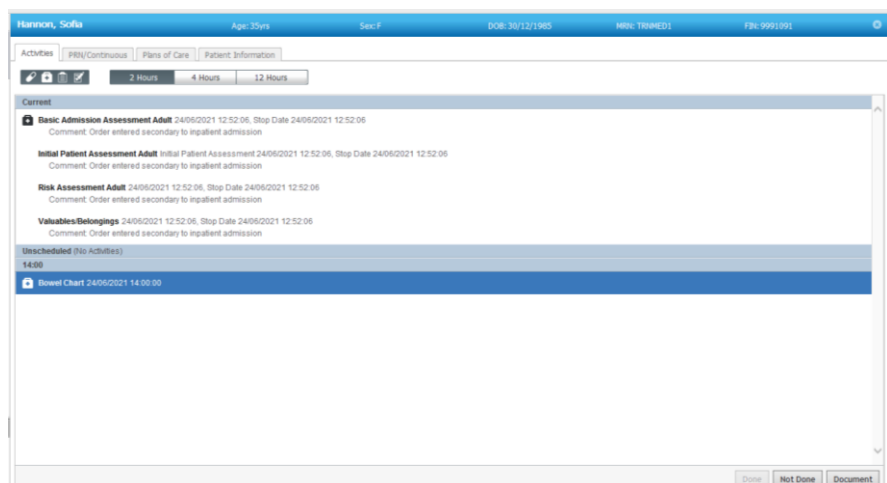 Hannon, Sofia Age: 35yrs Sex: F DOB: 30/12/1985 MRN: TRNMED1 FIN: 9991091
Activities PRN/Continuous Plans of Care Patient Information
2 Hours 4 Hours 12 Hours
Current
Basic Admission Assessment Adult 24/06/2021 12:52:06, Stop Date 24/06/2021 12:52:06
Comment: Order entered secondary to inpatient admission
Initial Patient Assessment Adult Initial Patient Assessment 24/06/2021 12:52:06, Stop Date 24/06/2021 12:52:06
Comment: Order entered secondary to inpatient admission
Risk Assessment Adult 24/06/2021 12:52:06, Stop Date 24/06/2021 12:52:06
Comment: Order entered secondary to inpatient admission
Valuables/Belongings 24/06/2021 12:52:06, Stop Date 24/06/2021 12:52:06
Comment: Order entered secondary to inpatient admission
Unscheduled (No Activities)
14:00
Bowel Chart 24/06/2021 14:00:00
Done Not Done Document